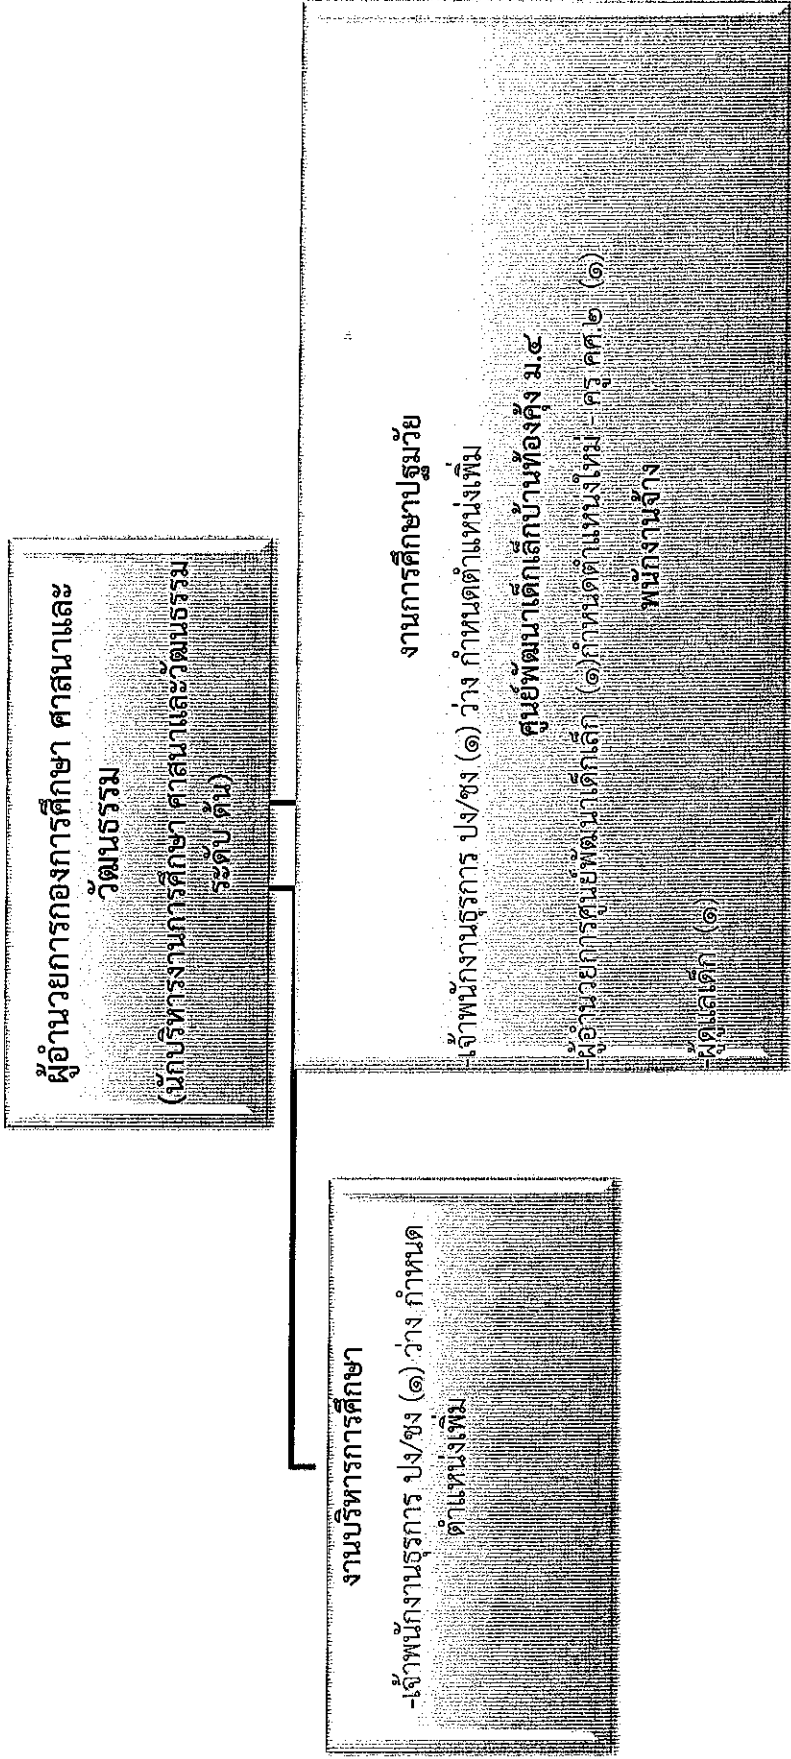 ผู้อำนวยการกองการศึกษา ศาสนาและ
วัฒนธรรม
(นักบริหารงานการศึกษา ศาสนาและวัฒนธรรม
ระดับ ต้น)
งานบริหารการศึกษา
-เจ้าพนักงานธุรการ ปง/ชง (๑) ว่าง กำหนด
ตำแหน่งเพิ่ม
งานการศึกษาปฐมวัย
-เจ้าพนักงานธุรการ ปง/ชง (๑) ว่าง กำหนดตำแหน่งเพิ่ม
ศูนย์พัฒนาเด็กเล็กบ้านท้องคุ้ง ม.๔
-ผู้อำนวยการศูนย์พัฒนาเด็กเล็ก (๑)กำหนดตำแหน่งใหม่ - ครู คศ.๒ (๑)
พนักงานจ้าง
-ผู้ดูแลเด็ก (๑)